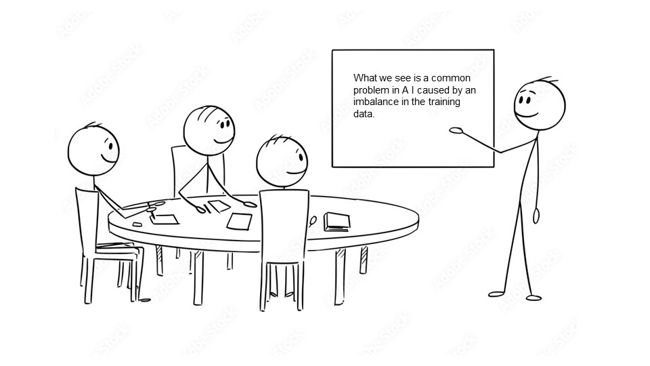 What we see is a common
problem in A I caused by an
imbalance in the training
data.